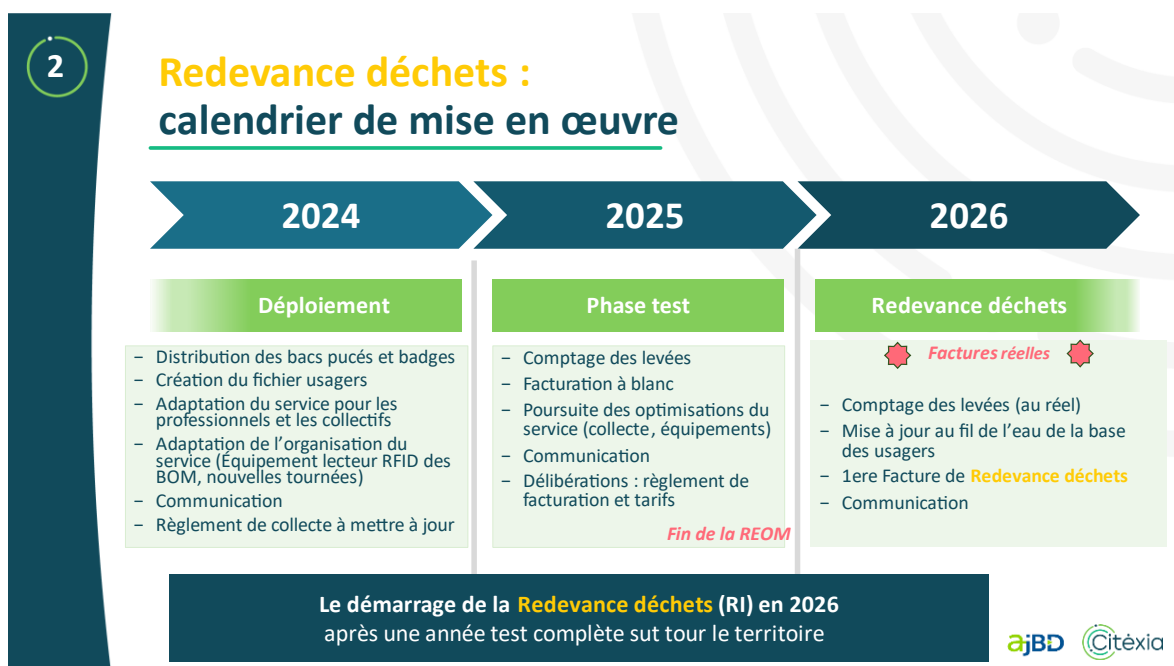 2
Redevance déchets :
calendrier de mise en œuvre
2024
2025
2026
Déploiement
– Distribution des bacs pucés et badges
– Création du fichier usagers
– Adaptation du service pour les
professionnels et les collectifs
– Adaptation de l’organisation du
service (Équipement lecteur RFID des
BOM, nouvelles tournées)
– Communication
– Règlement de collecte à mettre à jour
Phase test
– Comptage des levées
– Facturation à blanc
– Poursuite des optimisations du
service (collecte, équipements)
– Communication
– Délibérations : règlement de
facturation et tarifs
Fin de la REOM
Redevance déchets
Factures réelles
– Comptage des levées (au réel)
– Mise à jour au fil de l’eau de la base
des usagers
– 1ere Facture de Redevance déchets
– Communication
Le démarrage de la Redevance déchets (RI) en 2026
après une année test complète sut tour le territoire
ajBD
Citéxia